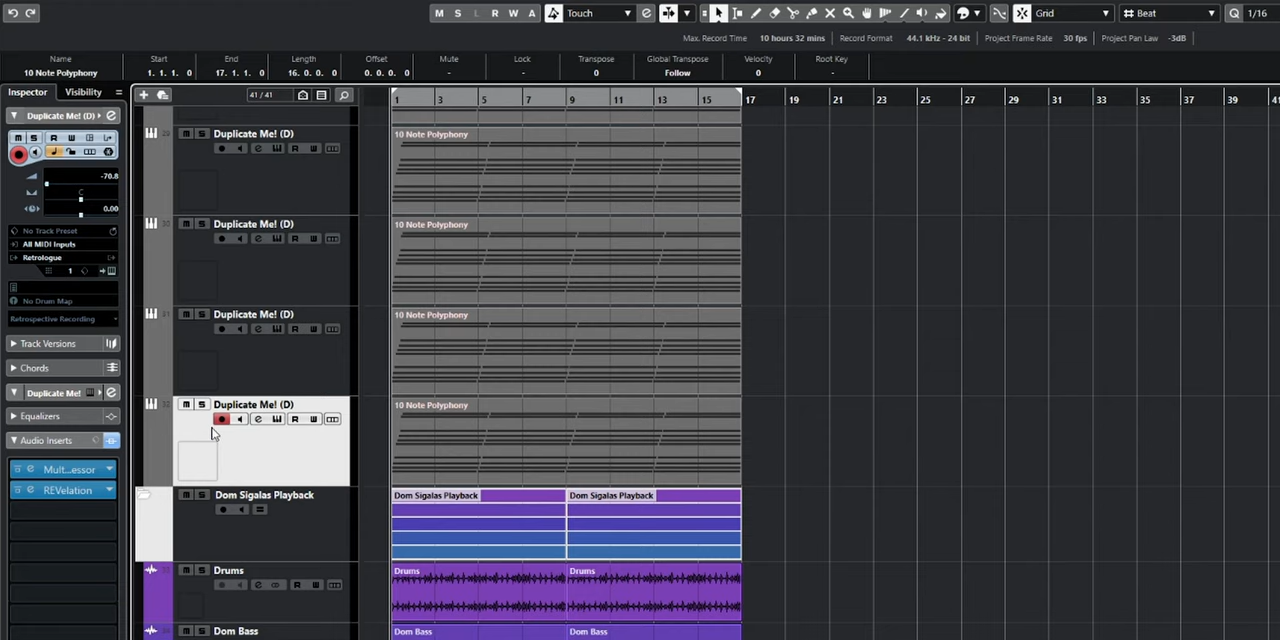 M S L R W A Touch Grid Beat Q 1/16
Max. Record Time 10 hours 32 mins Record Format 44.1 kHz - 24 bit Project Frame Rate 30 fps Project Pan Law -3dB
Name Start End Length Offset Mute Lock Transpose Global Transpose Velocity Root Key
10 Note Polyphony 1. 1. 1. 0 17. 1. 1. 0 16. 0. 0. 0 0. 0. 0. 0 - - 0 Follow 0 -
Inspector Visibility 41 / 41 1 3 5 7 9 11 13 15 17 19 21 23 25 27 29 31 33 35 37 39 41
Duplicate Me! (D)
M S R W
-70.8
C
0.00
No Track Preset
All MIDI Inputs
Retrologue
1
No Drum Map
Retrospective Recording
Track Versions
Chords
Duplicate Me!
Equalizers
Audio Inserts
Mult...essor
REVelation
M S Duplicate Me! (D) 10 Note Polyphony
R W
30 M S Duplicate Me! (D) 10 Note Polyphony
R W
31 M S Duplicate Me! (D) 10 Note Polyphony
R W
32 M S Duplicate Me! (D) 10 Note Polyphony
R W
M S Dom Sigalas Playback Dom Sigalas Playback Dom Sigalas Playback
M S Drums Drums Drums
R W
M S Dom Bass Dom Bass Dom Bass